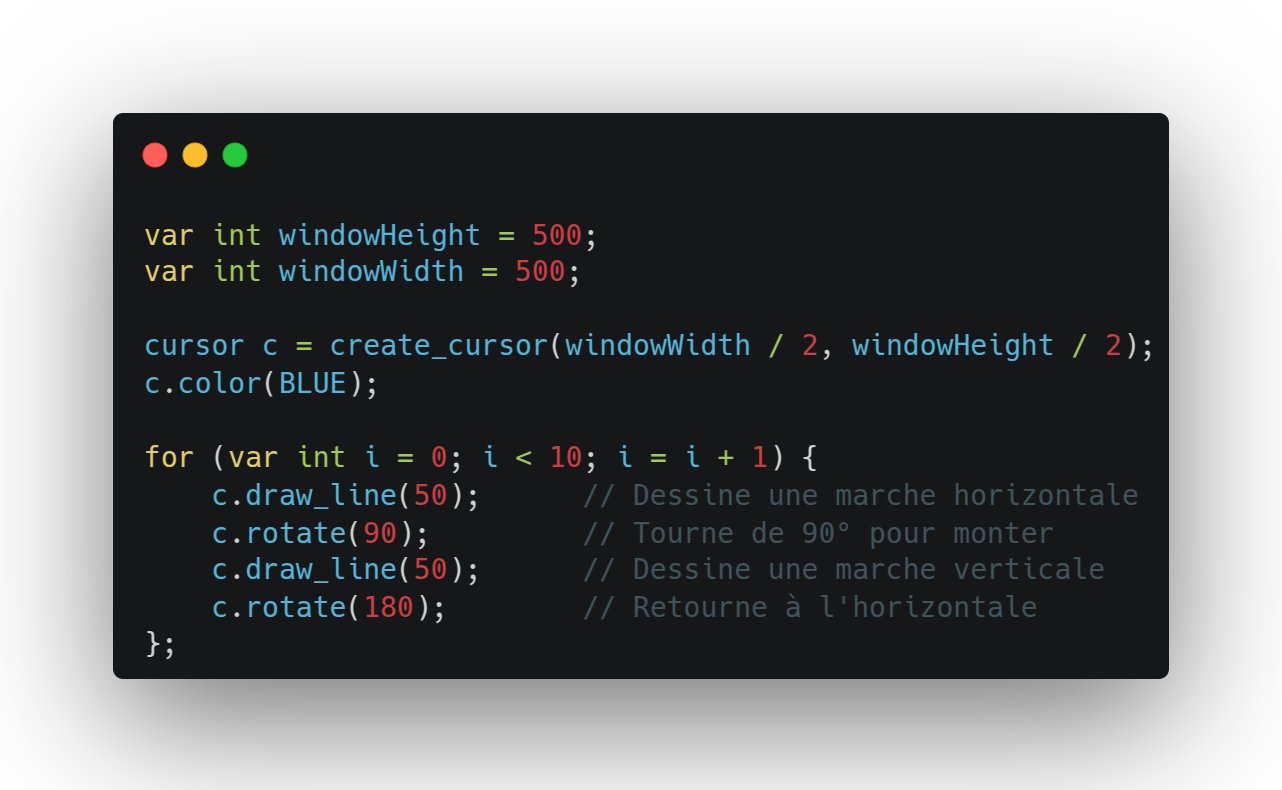 var int windowHeight = 500;
var int windowWidth = 500;

cursor c = create_cursor(windowWidth / 2, windowHeight / 2);
c.color(BLUE);

for (var int i = 0; i < 10; i = i + 1) {
    c.draw_line(50);      // Dessine une marche horizontale
    c.rotate(90);         // Tourne de 90° pour monter
    c.draw_line(50);      // Dessine une marche verticale
    c.rotate(180);        // Retourne à l'horizontale
};